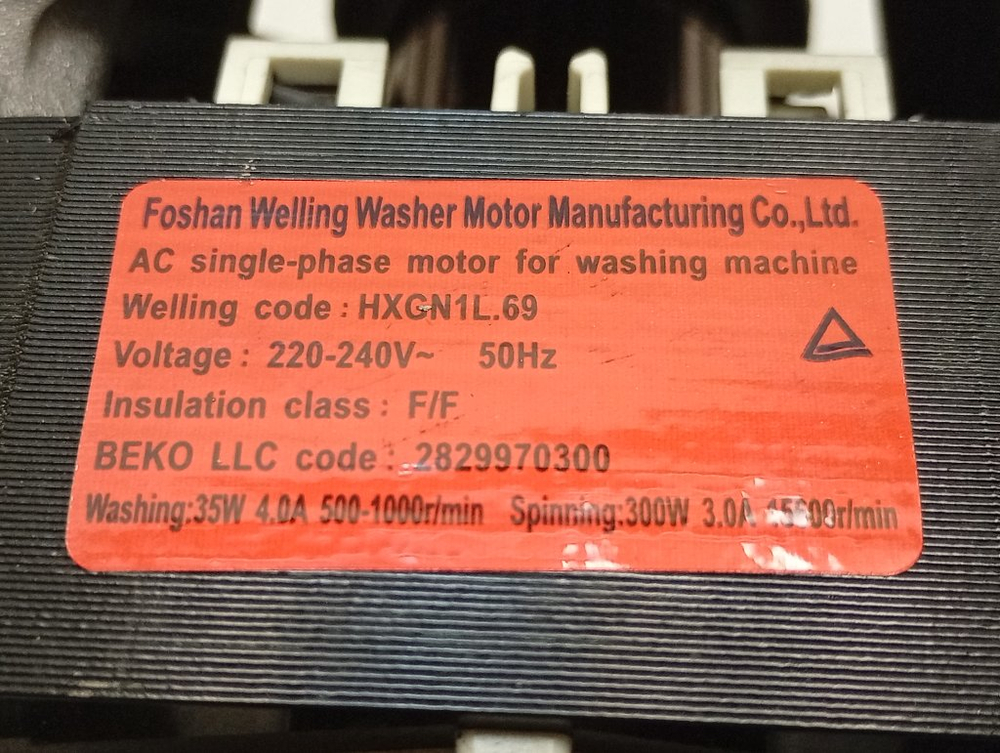 Foshan Welling Washer Motor Manufacturing Co.,Ltd.
AC single-phase motor for washing machine
Welling code : HXGN1L.69
Voltage : 220-240V~ 50Hz
Insulation class : F/F
BEKO LLC code : 2829970300
Washing:35W 4.0A 500-1000r/min Spinning:300W 3.0A